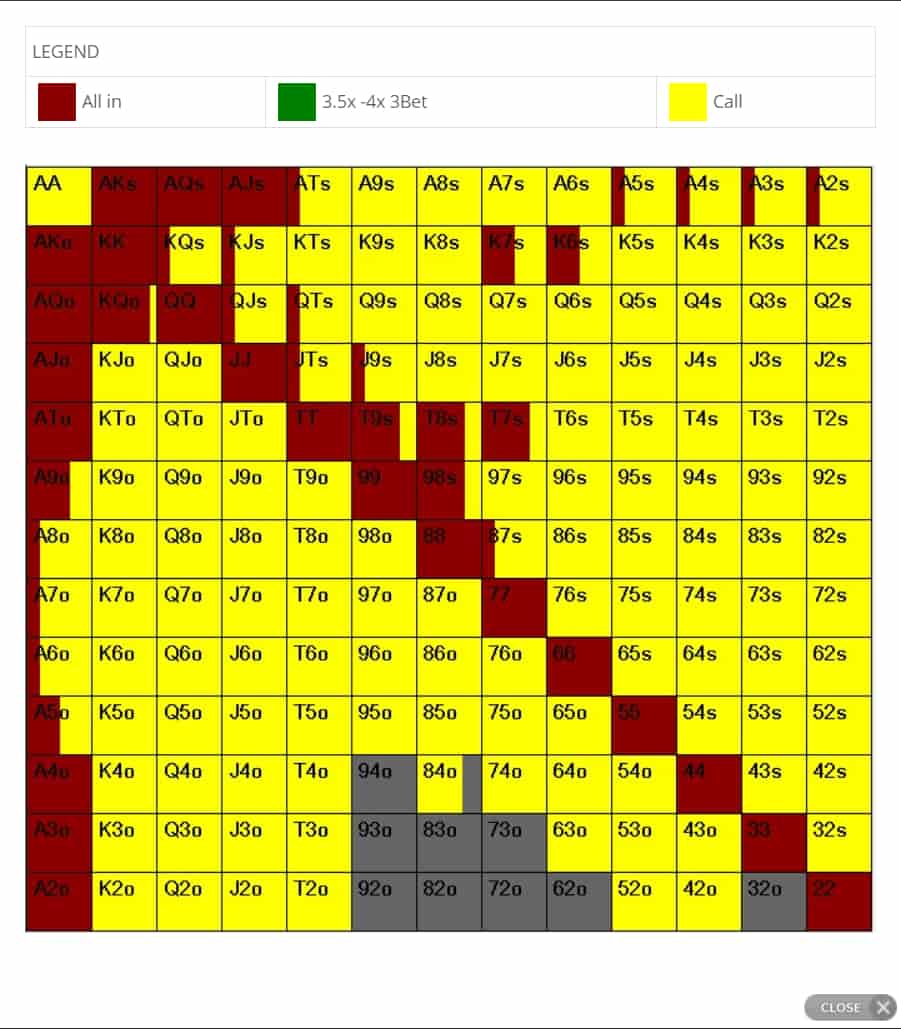 LEGEND
All in 3.5x -4x 3Bet Call
AA AKs AQs AJs ATs A9s A8s A7s A6s A5s A4s A3s A2s
AKo KK KQs KJs KTs K9s K8s K7s K6s K5s K4s K3s K2s
AQo KQo QQ QJs QTs Q9s Q8s Q7s Q6s Q5s Q4s Q3s Q2s
AJo KJo QJo JJ JTs J9s J8s J7s J6s J5s J4s J3s J2s
ATo KTo QTo JTo TT T9s T8s T7s T6s T5s T4s T3s T2s
A9o K9o Q9o J9o T9o 99 98s 97s 96s 95s 94s 93s 92s
A8o K8o Q8o J8o T8o 98o 88 87s 86s 85s 84s 83s 82s
A7o K7o Q7o J7o T7o 97o 87o 77 76s 75s 74s 73s 72s
A6o K6o Q6o J6o T6o 96o 86o 76o 66 65s 64s 63s 62s
A5o K5o Q5o J5o T5o 95o 85o 75o 65o 55 54s 53s 52s
A4o K4o Q4o J4o T4o 94o 84o 74o 64o 54o 44 43s 42s
A3o K3o Q3o J3o T3o 93o 83o 73o 63o 53o 43o 33 32s
A2o K2o Q2o J2o T2o 92o 82o 72o 62o 52o 42o 32o 22
CLOSE